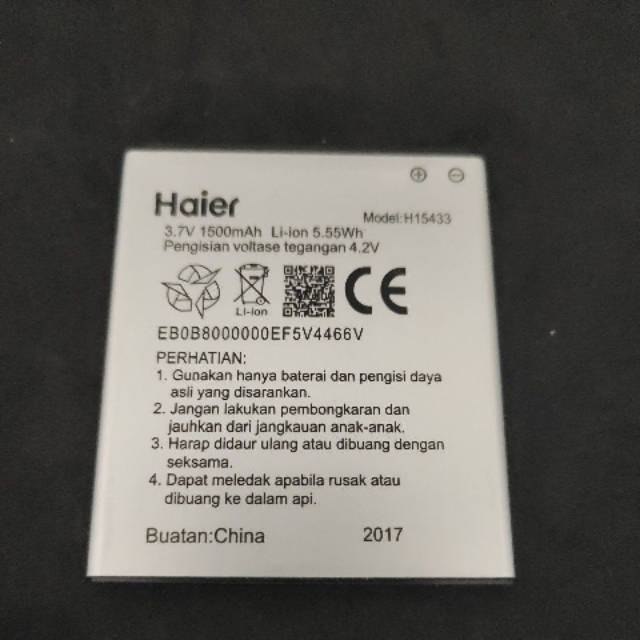 Haier
Model:H15433
3.7V 1500mAh Li-ion 5.55Wh
Pengisian voltase tegangan 4.2V
Li-ion
CE
EB0B8000000EF5V4466V
PERHATIAN:
1. Gunakan hanya baterai dan pengisi daya
asli yang disarankan.
2. Jangan lakukan pembongkaran dan
jauhkan dari jangkauan anak-anak.
3. Harap didaur ulang atau dibuang dengan
seksama.
4. Dapat meledak apabila rusak atau
dibuang ke dalam api.
Buatan:China 2017